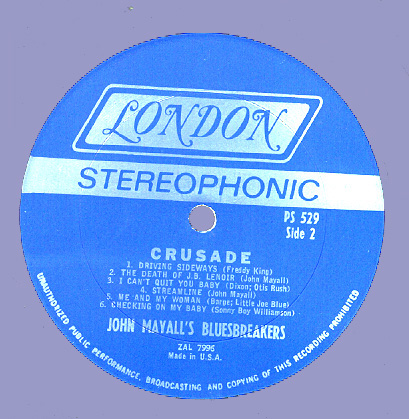 LONDON
STEREOPHONIC
PS 529
Side 2
CRUSADE
1. DRIVING SIDEWAYS (Freddy King)
2. THE DEATH OF J.B. LENOIR (John Mayall)
3. I CAN'T QUIT YOU BABY (Dixon; Otis Rush)
4. STREAMLINE (John Mayall)
5. ME AND MY WOMAN (Barge; Little Joe Blue)
6. CHECKING ON MY BABY (Sonny Boy Williamson)
JOHN MAYALL'S BLUESBREAKERS
ZAL 7996
Made in U.S.A.
UNAUTHORIZED PUBLIC PERFORMANCE, BROADCASTING AND COPYING OF THIS RECORDING PROHIBITED